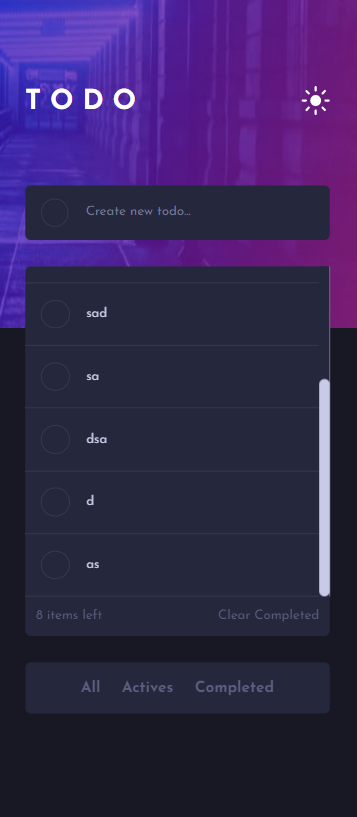 TODO
Create new todo...
sad
sa
dsa
d
as
8 items left Clear Completed
All Actives Completed